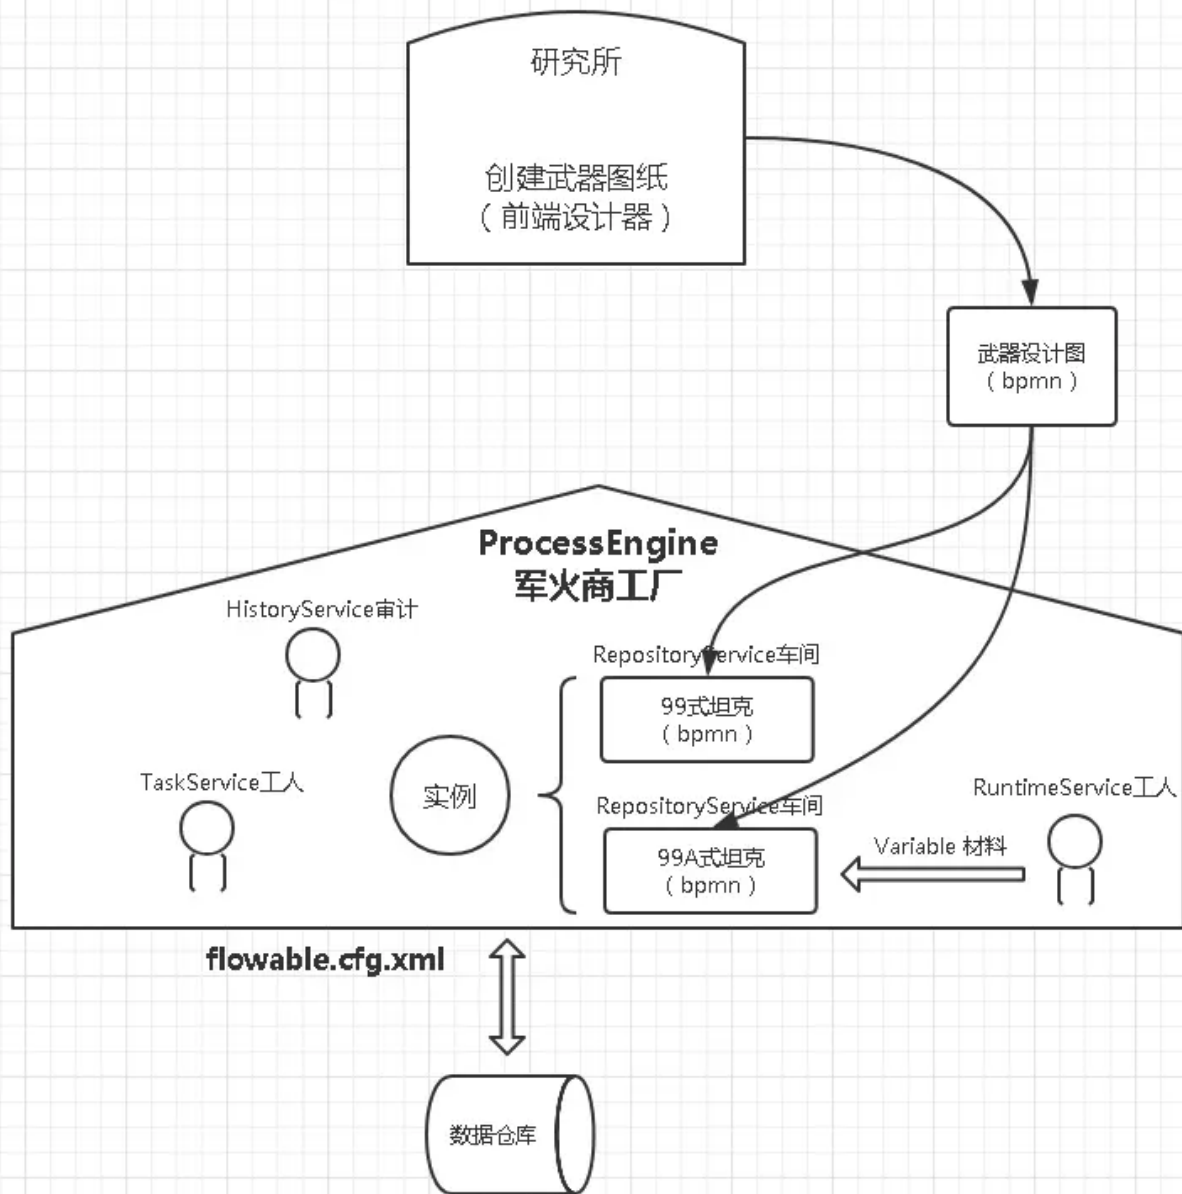 研究所
创建武器图纸
（前端设计器）
武器设计图
（bpmn）
ProcessEngine
军火商工厂
HistoryService审计
RepositoryService车间
99式坦克
（bpmn）
TaskService工人
实例
RepositoryService车间
RuntimeService工人
99A式坦克
（bpmn）
Variable 材料
flowable.cfg.xml
数据仓库